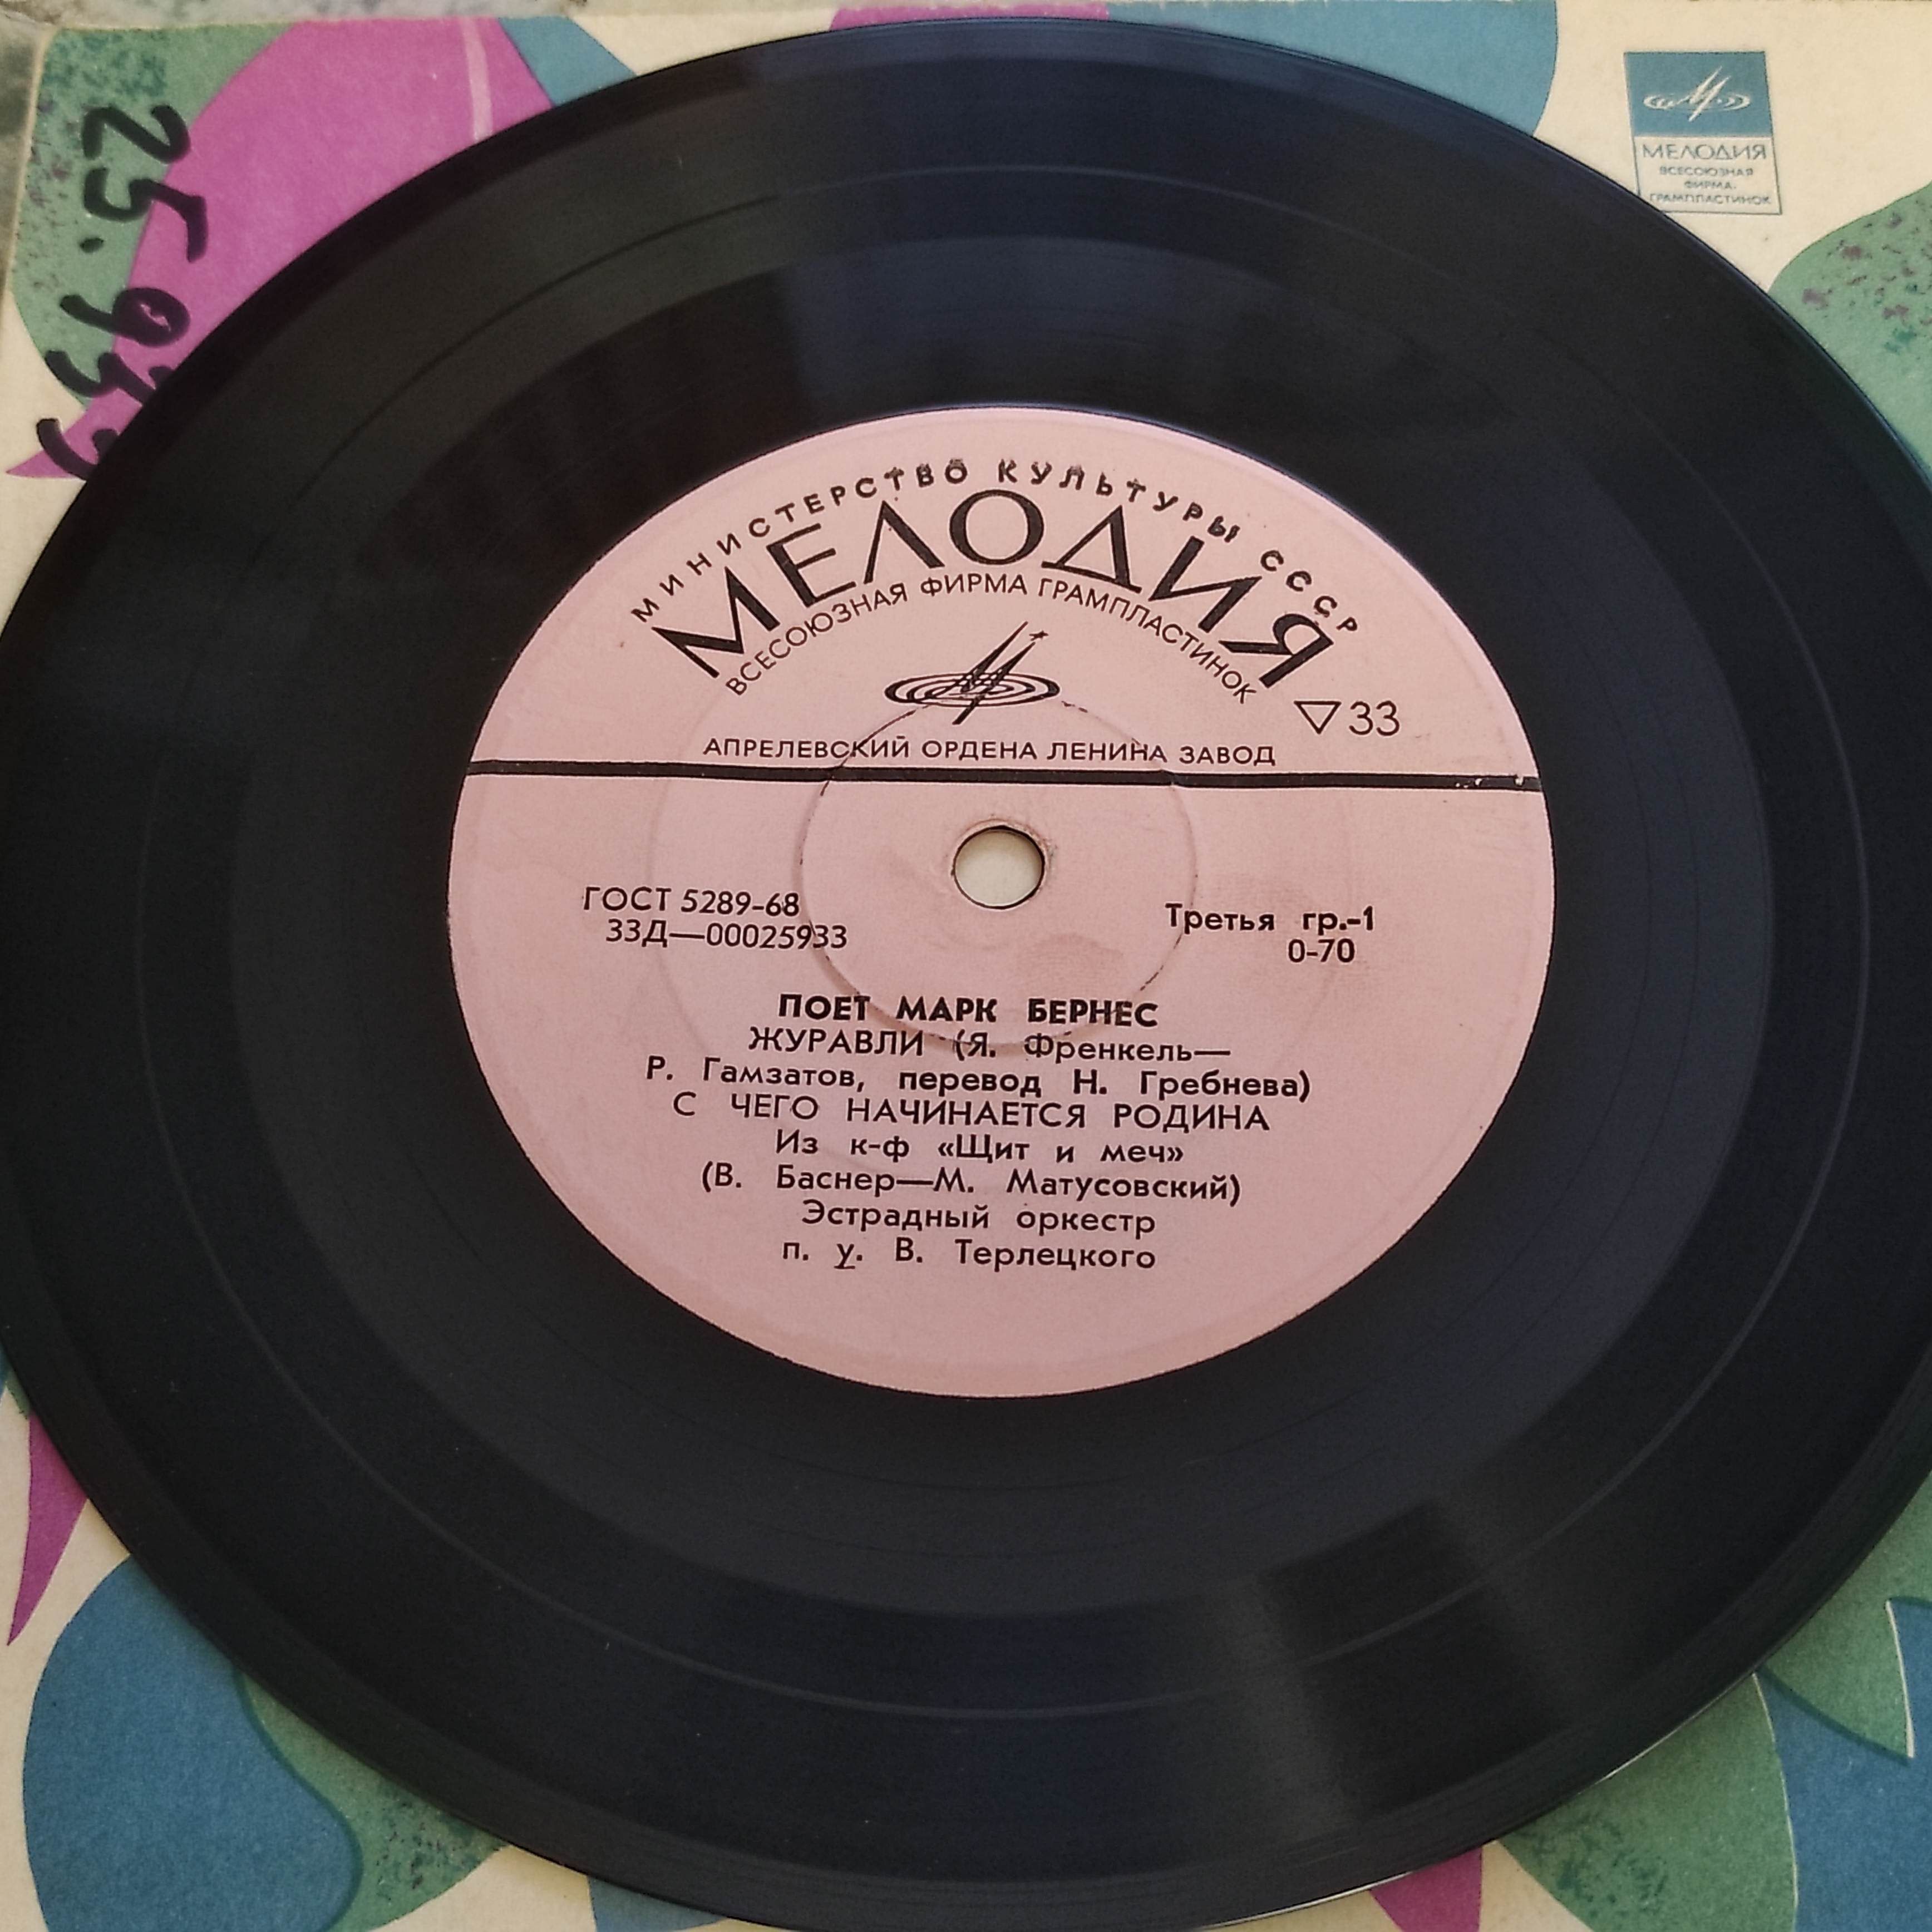 МЕЛОДИЯ
ВСЕСОЮЗНАЯ
ФИРМА
ГРАМПЛАСТИНОК
МИНИСТЕРСТВО КУЛЬТУРЫ СССР
МЕЛОДИЯ
ВСЕСОЮЗНАЯ ФИРМА ГРАМПЛАСТИНОК
▽33
АПРЕЛЕВСКИЙ ОРДЕНА ЛЕНИНА ЗАВОД
ГОСТ 5289-68
33Д—00025933
Третья гр.-1
0-70
ПОЕТ МАРК БЕРНЕС
ЖУРАВЛИ (Я. Френкель—
Р. Гамзатов, перевод Н. Гребнева)
С ЧЕГО НАЧИНАЕТСЯ РОДИНА
Из к-ф «Щит и меч»
(В. Баснер—М. Матусовский)
Эстрадный оркестр
п. у. В. Терлецкого